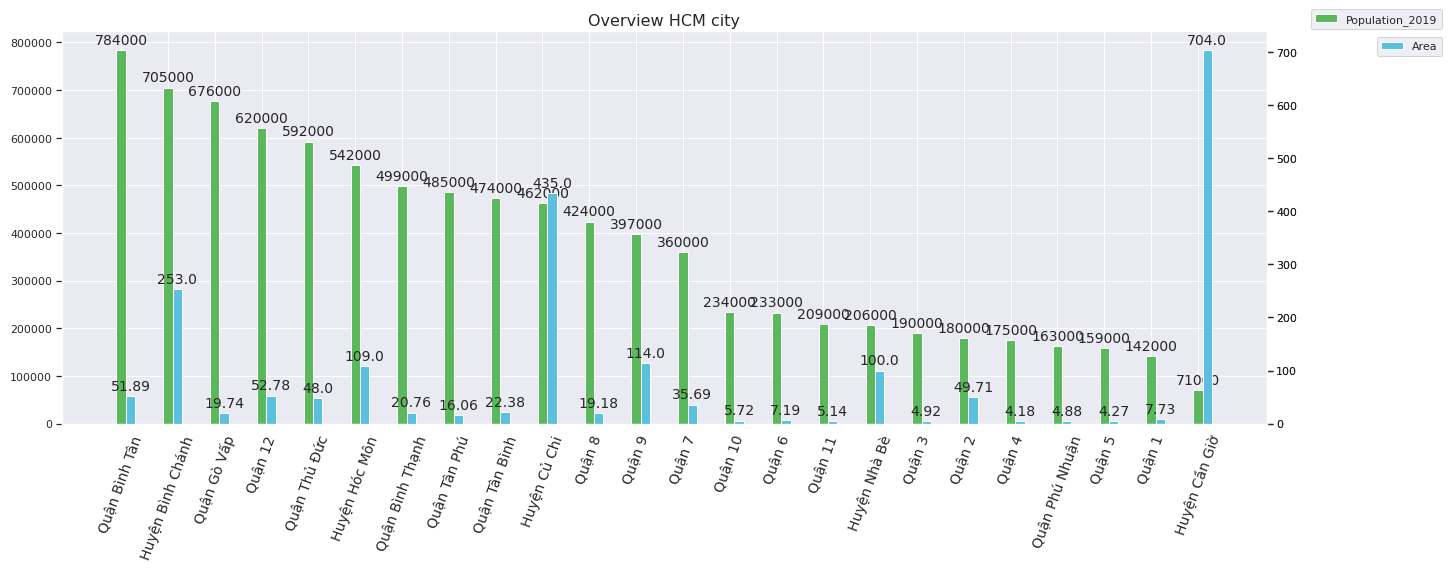 Overview HCM city
Population_2019
Area
800000
700000
600000
500000
400000
300000
200000
100000
0
700
600
500
400
300
200
100
0
784000
705000
676000
620000
592000
542000
499000
485000
474000
462000
424000
397000
360000
234000
233000
209000
206000
190000
180000
175000
163000
159000
142000
71000
51.89
253.0
19.74
52.78
48.0
109.0
20.76
16.06
22.38
435.0
19.18
114.0
35.69
5.72
7.19
5.14
100.0
4.92
49.71
4.18
4.88
4.27
7.73
704.0
Quận Bình Tân
Huyện Bình Chánh
Quận Gò Vấp
Quận 12
Quận Thủ Đức
Huyện Hóc Môn
Quận Bình Thạnh
Quận Tân Phú
Quận Tân Bình
Huyện Củ Chi
Quận 8
Quận 9
Quận 7
Quận 10
Quận 6
Quận 11
Huyện Nhà Bè
Quận 3
Quận 2
Quận 4
Quận Phú Nhuận
Quận 5
Quận 1
Huyện Cần Giờ